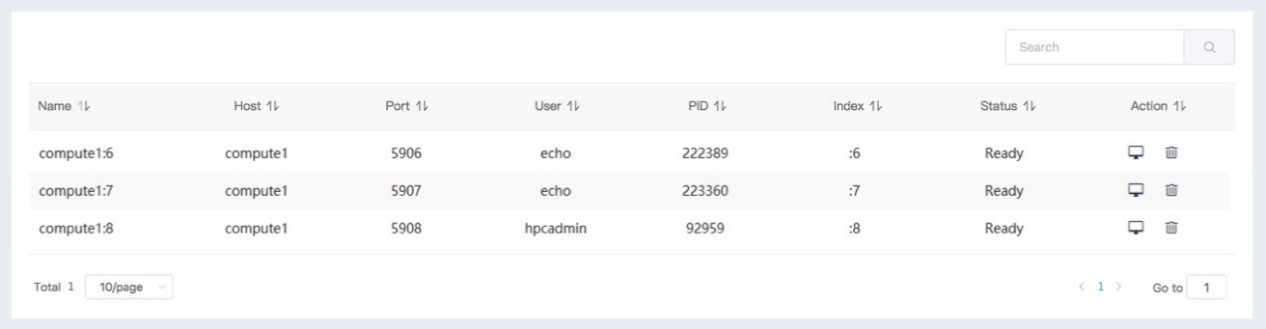 Search
Name Host Port User PID Index Status Action
compute1:6 compute1 5906 echo 222389 :6 Ready
compute1:7 compute1 5907 echo 223360 :7 Ready
compute1:8 compute1 5908 hpcadmin 92959 :8 Ready
Total 1 10/page < 1 > Go to 1